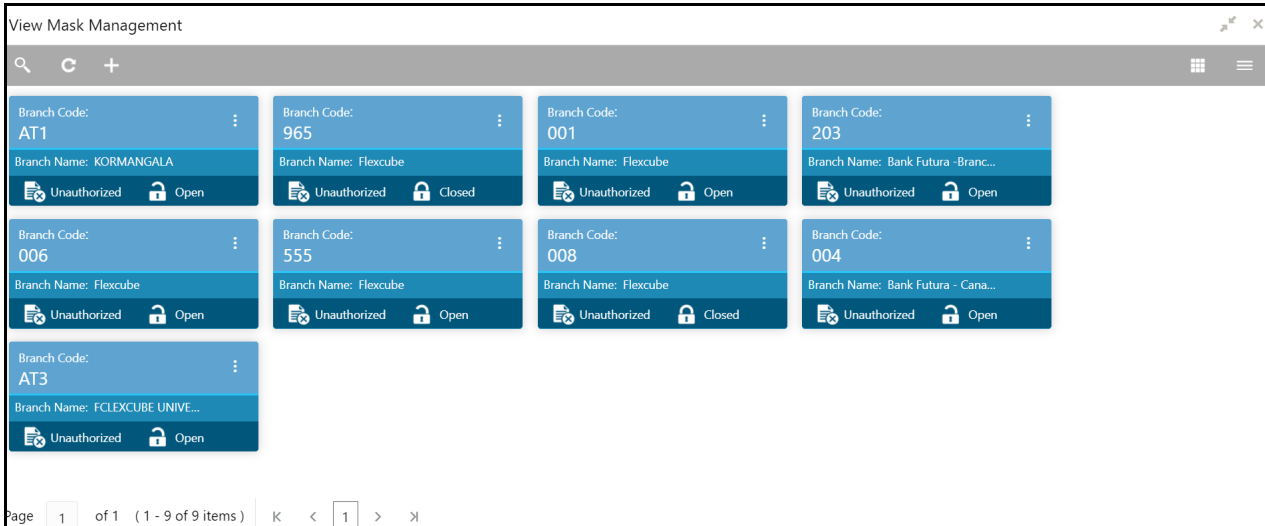 View Mask Management
Branch Code:
AT1
Branch Name: KORMANGALA
Unauthorized Open
Branch Code:
965
Branch Name: Flexcube
Unauthorized Closed
Branch Code:
001
Branch Name: Flexcube
Unauthorized Open
Branch Code:
203
Branch Name: Bank Futura -Branc...
Unauthorized Open
Branch Code:
006
Branch Name: Flexcube
Unauthorized Open
Branch Code:
555
Branch Name: Flexcube
Unauthorized Open
Branch Code:
008
Branch Name: Flexcube
Unauthorized Closed
Branch Code:
004
Branch Name: Bank Futura - Cana...
Unauthorized Open
Branch Code:
AT3
Branch Name: FCLEXCUBE UNIVE...
Unauthorized Open
Page 1 of 1 ( 1 - 9 of 9 items ) 1